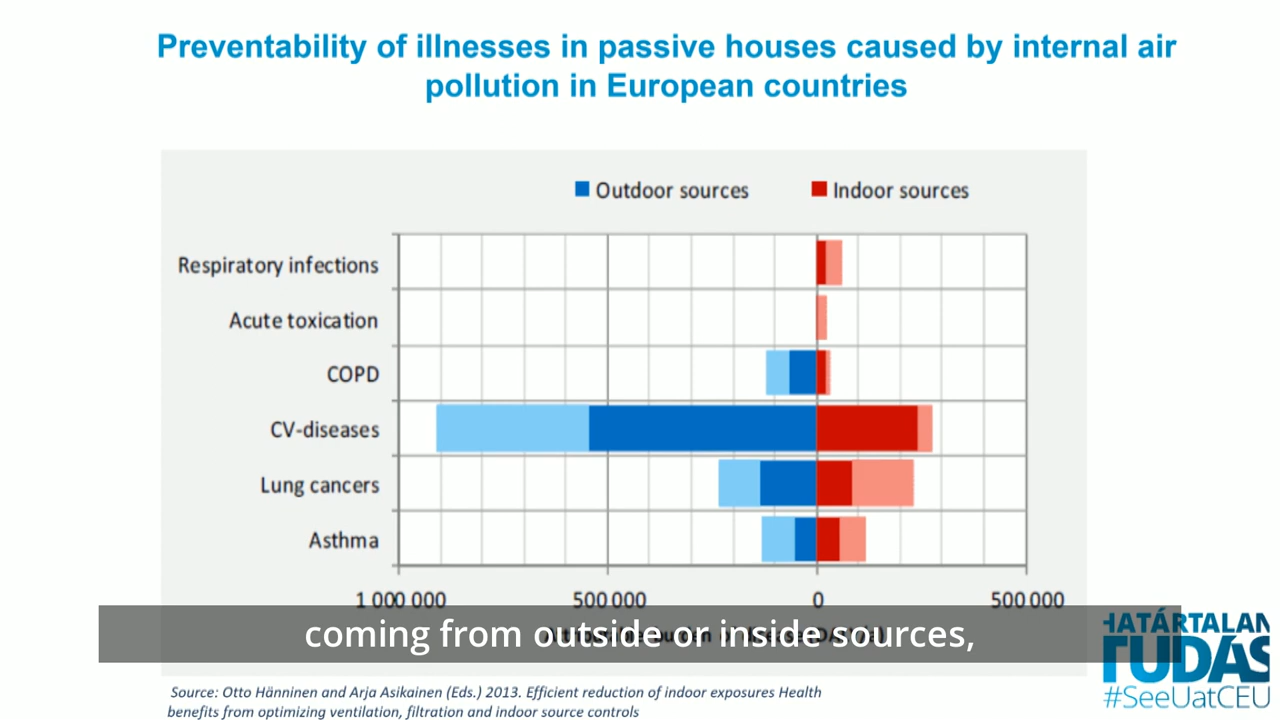 Preventability of illnesses in passive houses caused by internal air
pollution in European countries
Outdoor sources
Indoor sources
Respiratory infections
Acute toxication
COPD
CV-diseases
Lung cancers
Asthma
1 000 000
500 000
0
500 000
coming from outside or inside sources,
HATÁRTALAN
TUDÁS
#SeeUatCEU
Source: Otto Hänninen and Arja Asikainen (Eds.) 2013. Efficient reduction of indoor exposures Health
benefits from optimizing ventilation, filtration and indoor source controls